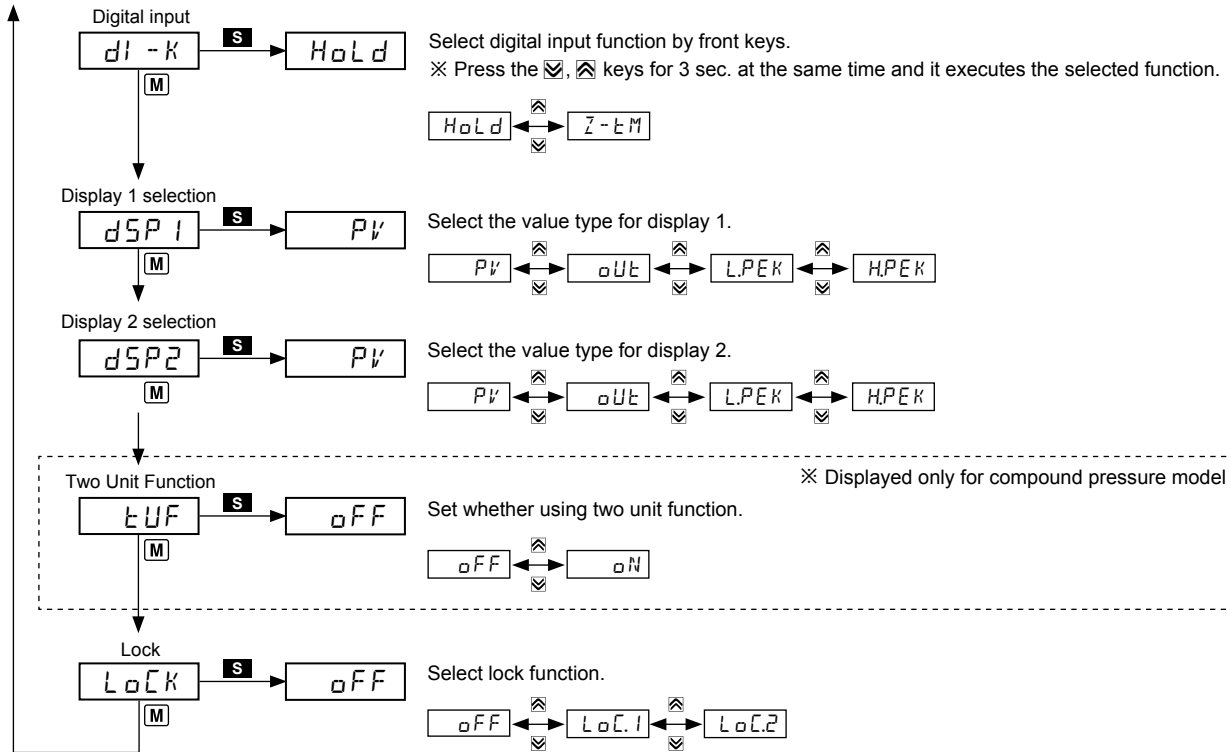 Digital input
dI-K S HoLd
Select digital input function by front keys.
※ Press the , keys for 3 sec. at the same time and it executes the selected function.
M
HoLd Z-tM
Display 1 selection
dSP1 S PV
Select the value type for display 1.
M
PV oUt L.PEK H.PEK
Display 2 selection
dSP2 S PV
Select the value type for display 2.
M
PV oUt L.PEK H.PEK
※ Displayed only for compound pressure model
Two Unit Function
tUF S oFF
Set whether using two unit function.
M
oFF oN
Lock
LoCK S oFF
Select lock function.
M
oFF LoC.1 LoC.2